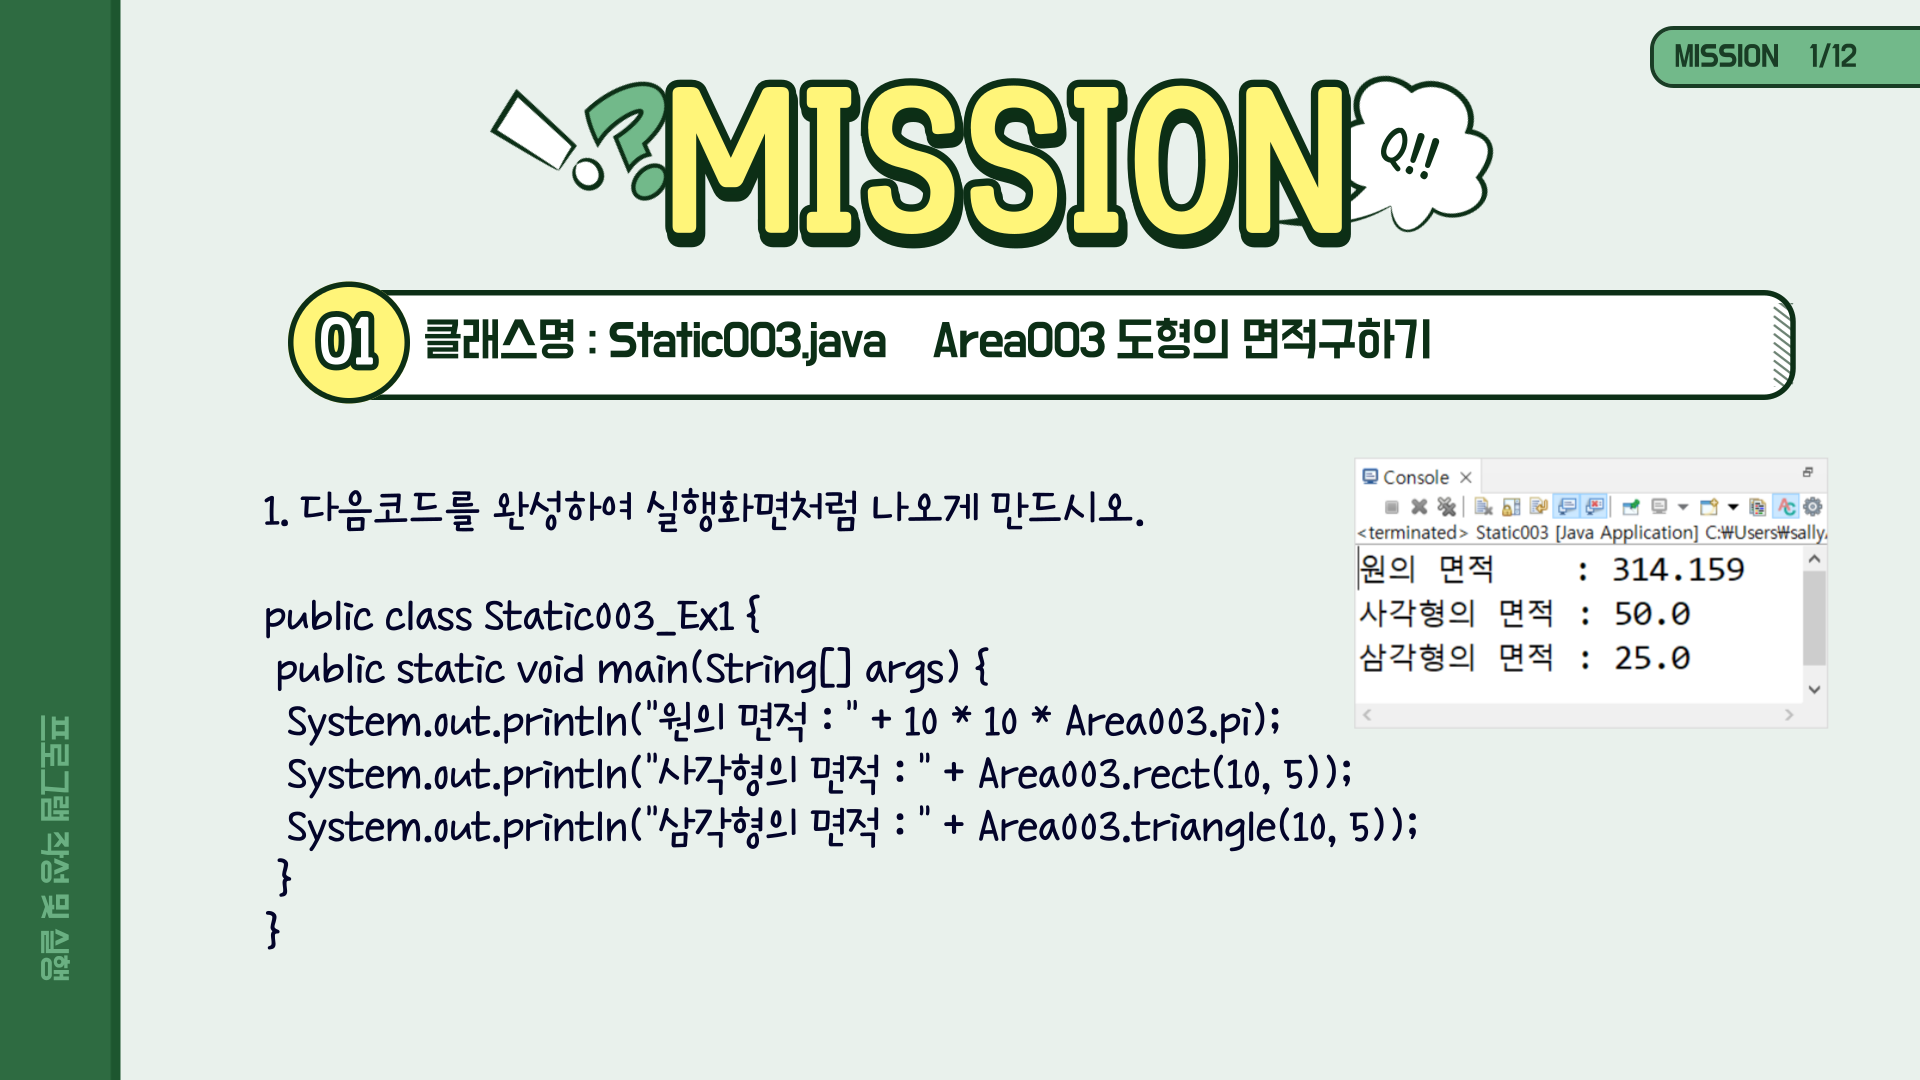 MISSION 1/12
MISSION
Q!!
01 클래스명 : Static003.java Area003 도형의 면적구하기
1. 다음코드를 완성하여 실행화면처럼 나오게 만드시오.
public class Static003_Ex1 {
public static void main(String[] args) {
System.out.println("원의 면적 : " + 10 * 10 * Area003.pi);
System.out.println("사각형의 면적 : " + Area003.rect(10, 5));
System.out.println("삼각형의 면적 : " + Area003.triangle(10, 5));
}
}
Console
<terminated> Static003 [Java Application] C:₩Users₩sally
원의 면적 : 314.159
사각형의 면적 : 50.0
삼각형의 면적 : 25.0
프로그램 작성 및 실행